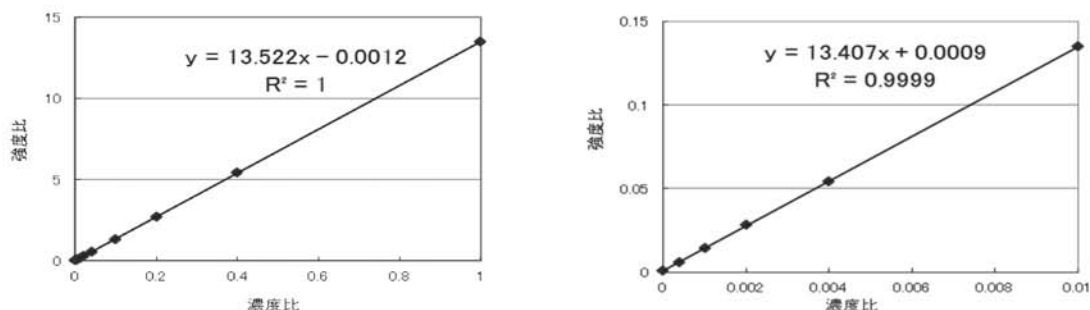 15
10
5
0
y = 13.522x − 0.0012
R² = 1
強度比
0 0.2 0.4 0.6 0.8 1
濃度比
0.15
0.1
0.05
0
y = 13.407x + 0.0009
R² = 0.9999
強度比
0 0.002 0.004 0.006 0.008 0.01
濃度比